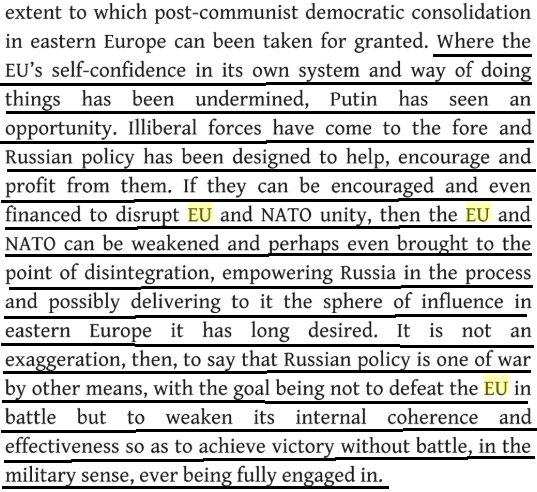 extent to which post-communist democratic consolidation
in eastern Europe can been taken for granted. Where the
EU’s self-confidence in its own system and way of doing
things has been undermined, Putin has seen an
opportunity. Illiberal forces have come to the fore and
Russian policy has been designed to help, encourage and
profit from them. If they can be encouraged and even
financed to disrupt EU and NATO unity, then the EU and
NATO can be weakened and perhaps even brought to the
point of disintegration, empowering Russia in the process
and possibly delivering to it the sphere of influence in
eastern Europe it has long desired. It is not an
exaggeration, then, to say that Russian policy is one of war
by other means, with the goal being not to defeat the EU in
battle but to weaken its internal coherence and
effectiveness so as to achieve victory without battle, in the
military sense, ever being fully engaged in.